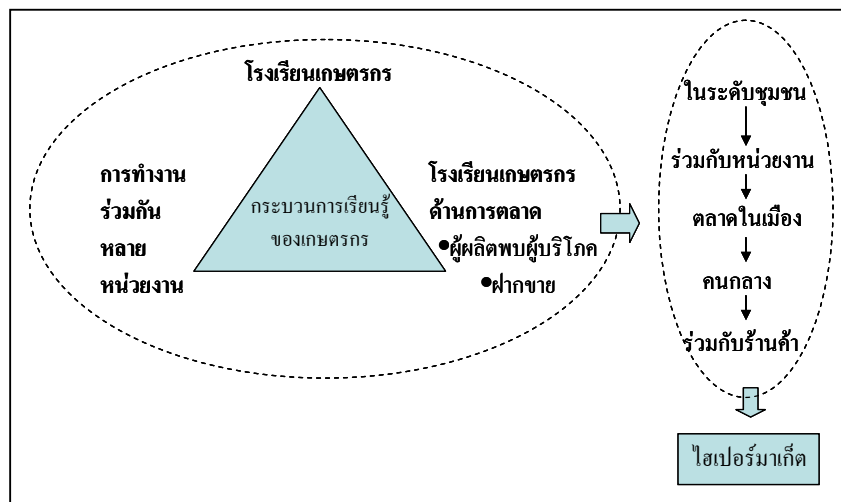 โรงเรียนเกษตรกร
การทำงาน
ร่วมกัน
หลาย
หน่วยงาน
กระบวนการเรียนรู้
ของเกษตรกร
โรงเรียนเกษตรกร
ด้านการตลาด
•ผู้ผลิตพบผู้บริโภค
•ฝากขาย
ในระดับชุมชน
ร่วมกับหน่วยงาน
ตลาดในเมือง
คนกลาง
ร่วมกับร้านค้า
ไฮเปอร์มาเก็ต